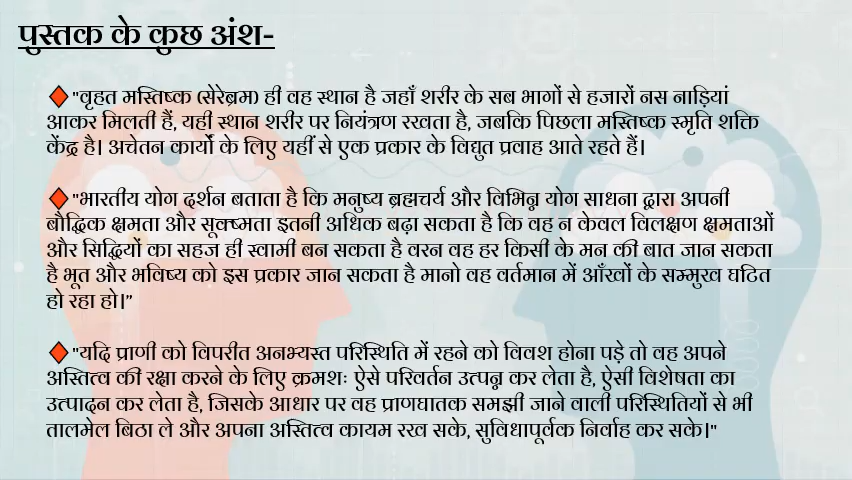 पुस्तक के कुछ अंश-
"वृहत मस्तिष्क (सेरेब्रम) ही वह स्थान है जहाँ शरीर के सब भागों से हजारों नस नाड़ियां
आकर मिलती हैं, यही स्थान शरीर पर नियंत्रण रखता है, जबकि पिछला मस्तिष्क स्मृति शक्ति
केंद्र है। अचेतन कार्यों के लिए यहीं से एक प्रकार के विद्युत प्रवाह आते रहते हैं।
"भारतीय योग दर्शन बताता है कि मनुष्य ब्रह्मचर्य और विभिन्न योग साधना द्वारा अपनी
बौद्धिक क्षमता और सूक्ष्मता इतनी अधिक बढ़ा सकता है कि वह न केवल विलक्षण क्षमताओं
और सिद्धियों का सहज ही स्वामी बन सकता है वरन वह हर किसी के मन की बात जान सकता
है भूत और भविष्य को इस प्रकार जान सकता है मानो वह वर्तमान में आँखों के सम्मुख घटित
हो रहा हो।”
"यदि प्राणी को विपरीत अनभ्यस्त परिस्थिति में रहने को विवश होना पड़े तो वह अपने
अस्तित्व की रक्षा करने के लिए क्रमशः ऐसे परिवर्तन उत्पन्न कर लेता है, ऐसी विशेषता का
उत्पादन कर लेता है, जिसके आधार पर वह प्राणघातक समझी जाने वाली परिस्थितियों से भी
तालमेल बिठा ले और अपना अस्तित्व कायम रख सके, सुविधापूर्वक निर्वाह कर सके।"